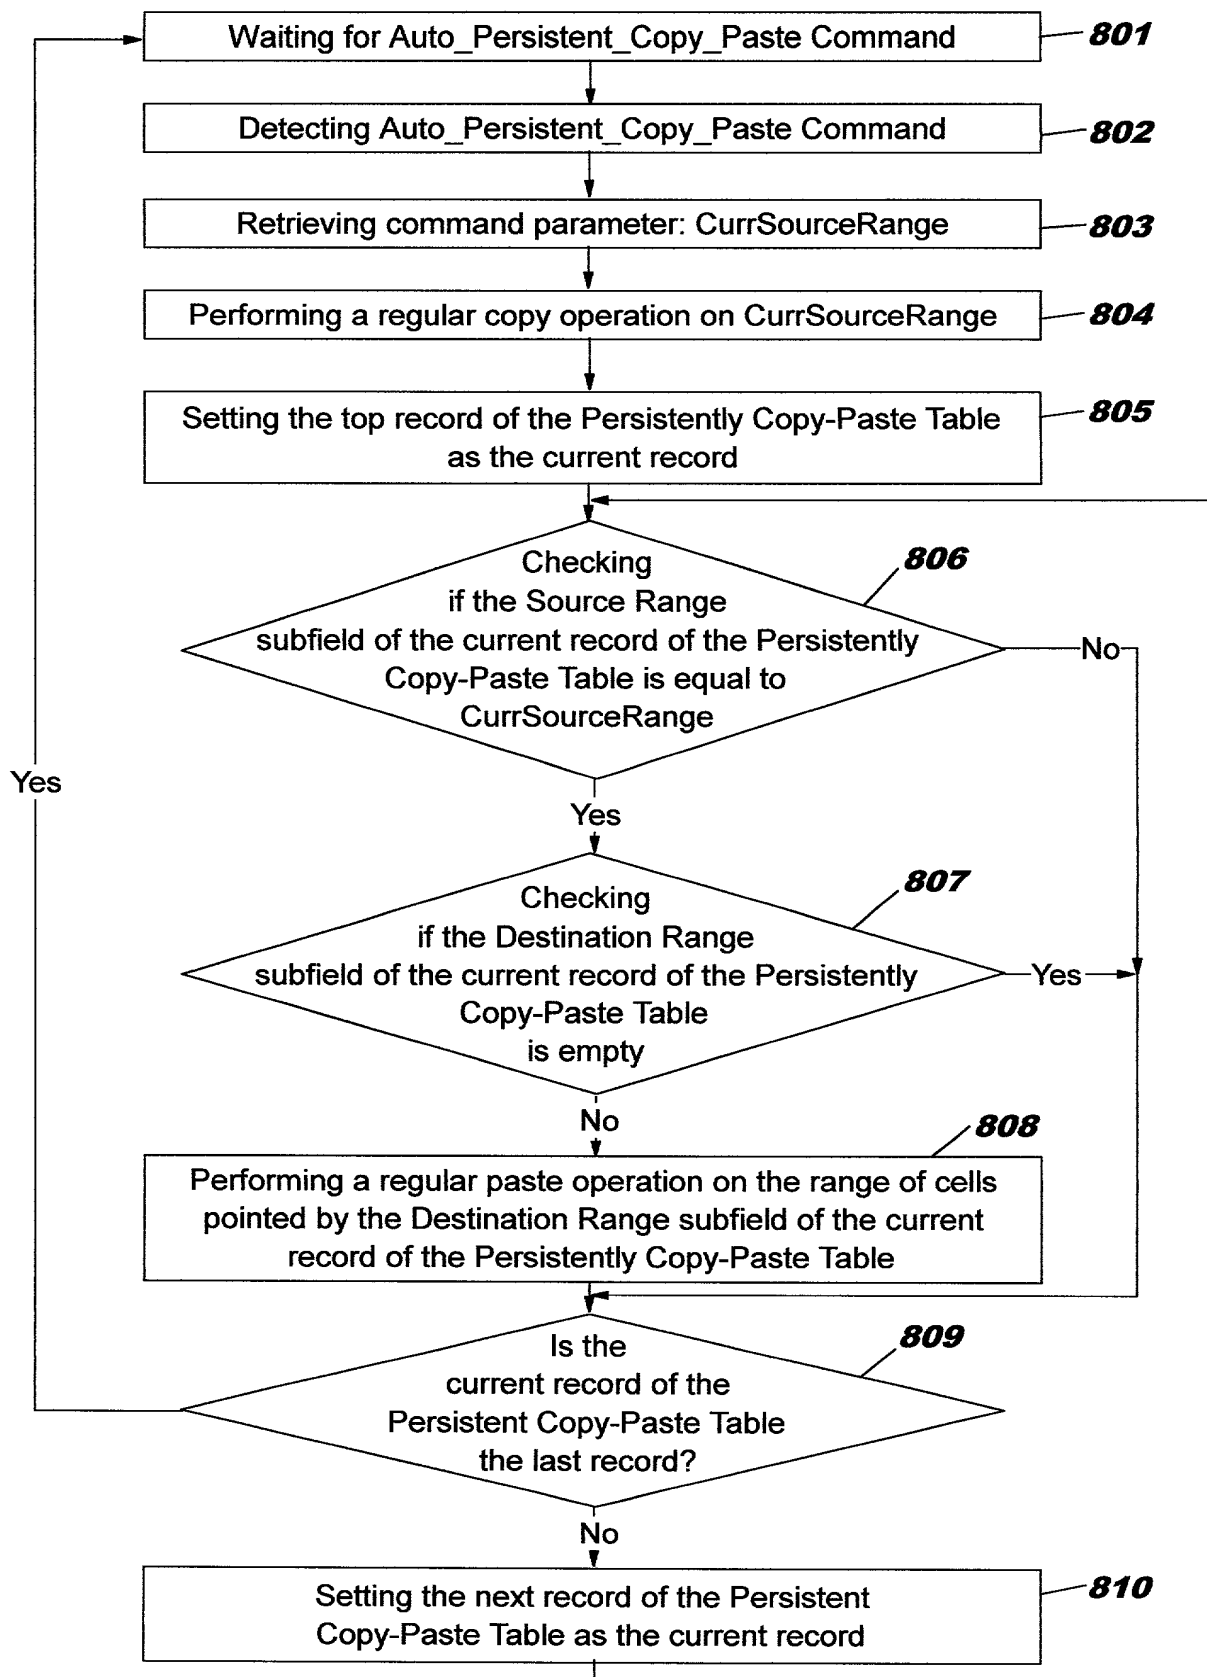 Waiting for Auto_Persistent_Copy_Paste Command
801
Detecting Auto_Persistent_Copy_Paste Command
802
Retrieving command parameter: CurrSourceRange
803
Performing a regular copy operation on CurrSourceRange
804
Setting the top record of the Persistently Copy-Paste Table
as the current record
805
Checking
if the Source Range
subfield of the current record of the Persistently
Copy-Paste Table is equal to
CurrSourceRange
806
No
Yes
Yes
Checking
if the Destination Range
subfield of the current record of the Persistently
Copy-Paste Table
is empty
807
Yes
No
Performing a regular paste operation on the range of cells
pointed by the Destination Range subfield of the current
record of the Persistently Copy-Paste Table
808
Is the
current record of the
Persistent Copy-Paste Table
the last record?
809
No
Setting the next record of the Persistent
Copy-Paste Table as the current record
810